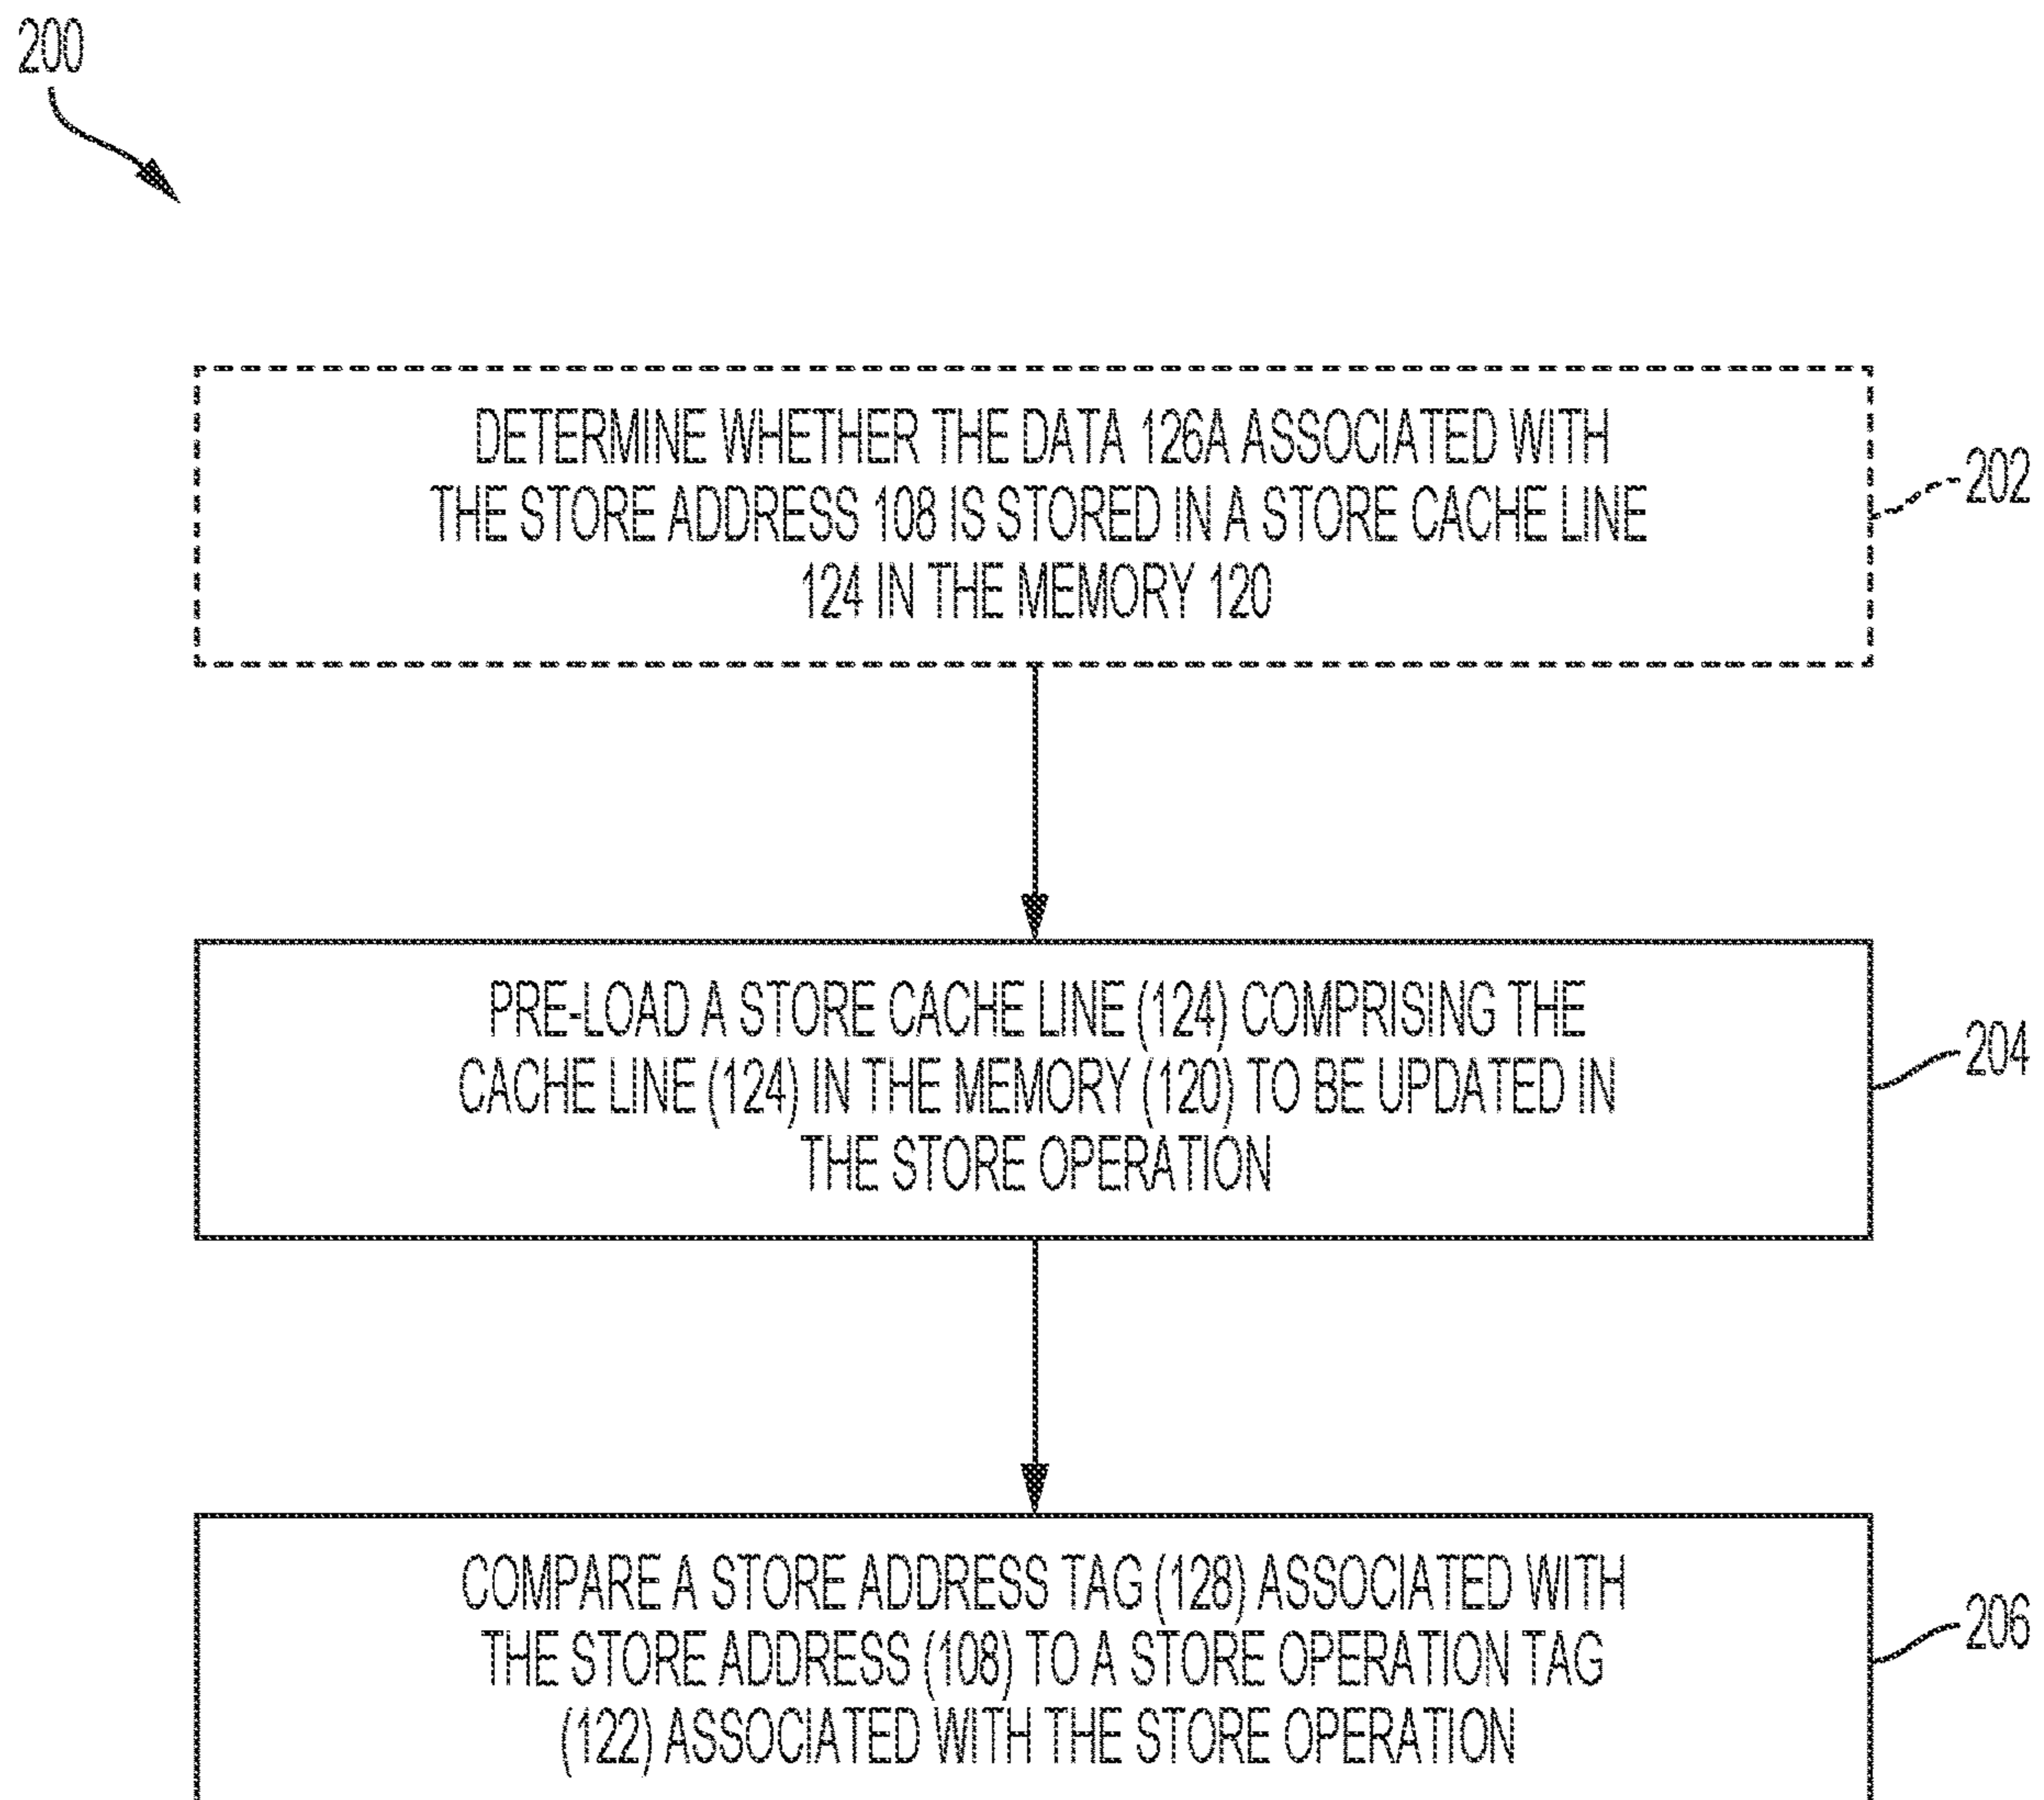 200
DETERMINE WHETHER THE DATA 126A ASSOCIATED WITH
THE STORE ADDRESS 108 IS STORED IN A STORE CACHE LINE
124 IN THE MEMORY 120
202
PRE-LOAD A STORE CACHE LINE (124) COMPRISING THE
CACHE LINE (124) IN THE MEMORY (120) TO BE UPDATED IN
THE STORE OPERATION
204
COMPARE A STORE ADDRESS TAG (128) ASSOCIATED WITH
THE STORE ADDRESS (108) TO A STORE OPERATION TAG
(122) ASSOCIATED WITH THE STORE OPERATION
206